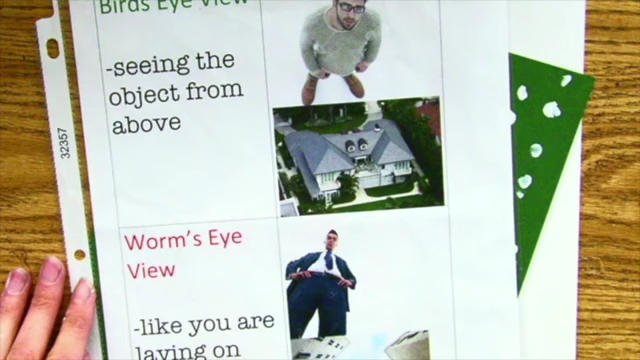 Birds Eye View
-seeing the
object from
above
32357
Worm's Eye
View
-like you are
laying on